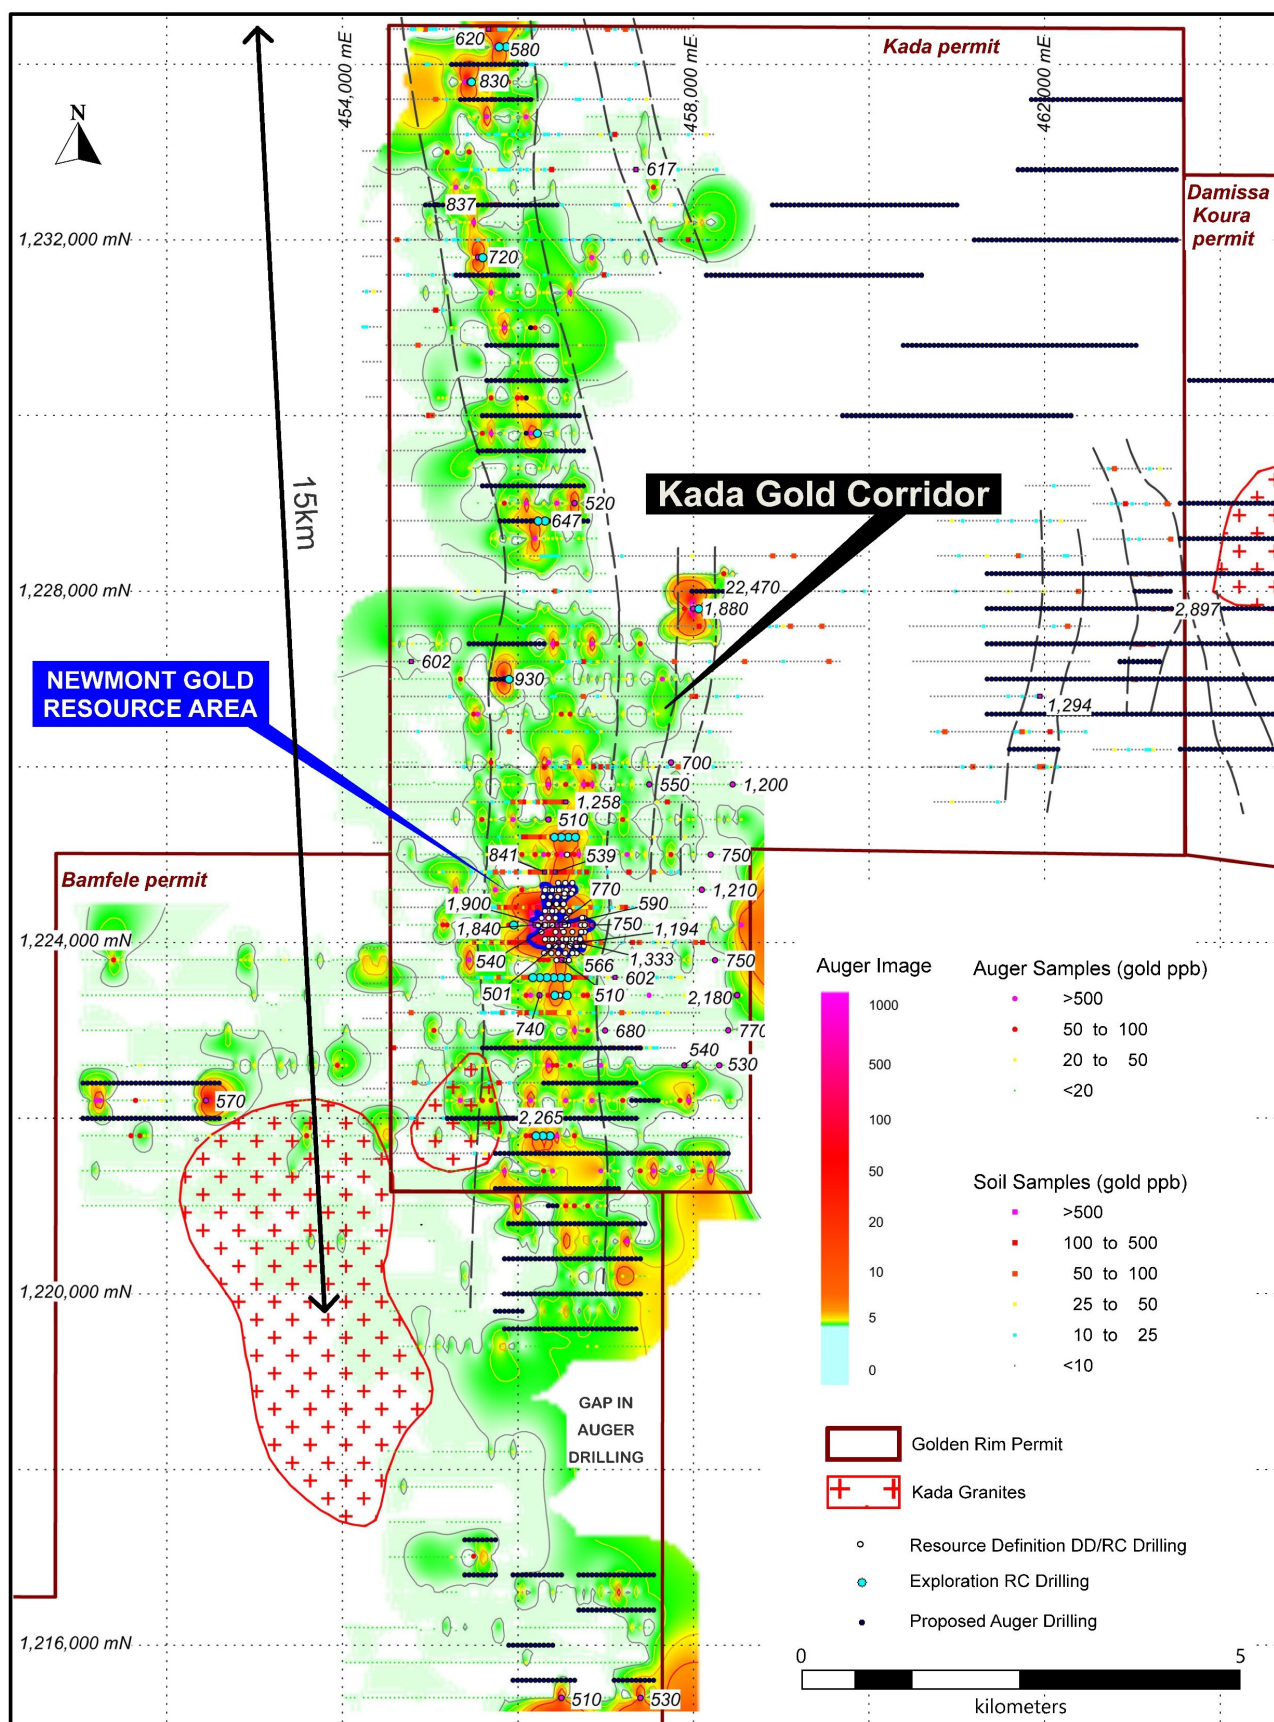 620
580
830
454,000 mE
458,000 mE
462,000 mE
Kada permit
N
617
Damissa
Koura
permit
837
1,232,000 mN
720
15km
Kada Gold Corridor
520
647
1,228,000 mN
22,470
1,880
2,897
602
930
NEWMONT GOLD
RESOURCE AREA
1,294
700
550
1,200
1,258
510
841
539
750
Bamfele permit
770
1,210
1,900
590
1,840
750
1,194
1,224,000 mN
540
1,333
750
566
602
501
510
2,180
740
680
770
540
530
570
2,265
1,220,000 mN
GAP IN
AUGER
DRILLING
1,216,000 mN
510
530
Auger Image
1000
500
100
50
20
10
5
0
Auger Samples (gold ppb)
>500
50 to 100
20 to 50
<20
Soil Samples (gold ppb)
>500
100 to 500
50 to 100
25 to 50
10 to 25
<10
Golden Rim Permit
Kada Granites
Resource Definition DD/RC Drilling
Exploration RC Drilling
Proposed Auger Drilling
0 5
kilometers